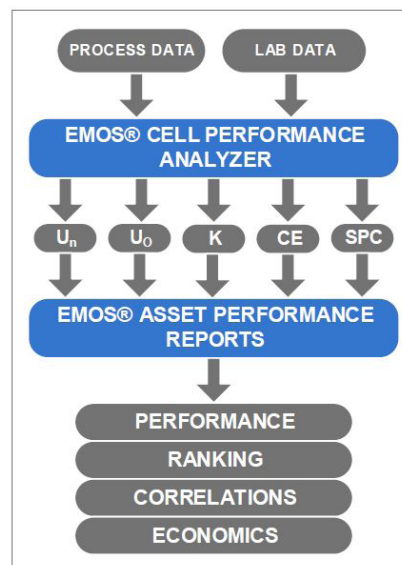 PROCESS DATA
LAB DATA
EMOS® CELL PERFORMANCE
ANALYZER
Uₙ
U₀
K
CE
SPC
EMOS® ASSET PERFORMANCE
REPORTS
PERFORMANCE
RANKING
CORRELATIONS
ECONOMICS